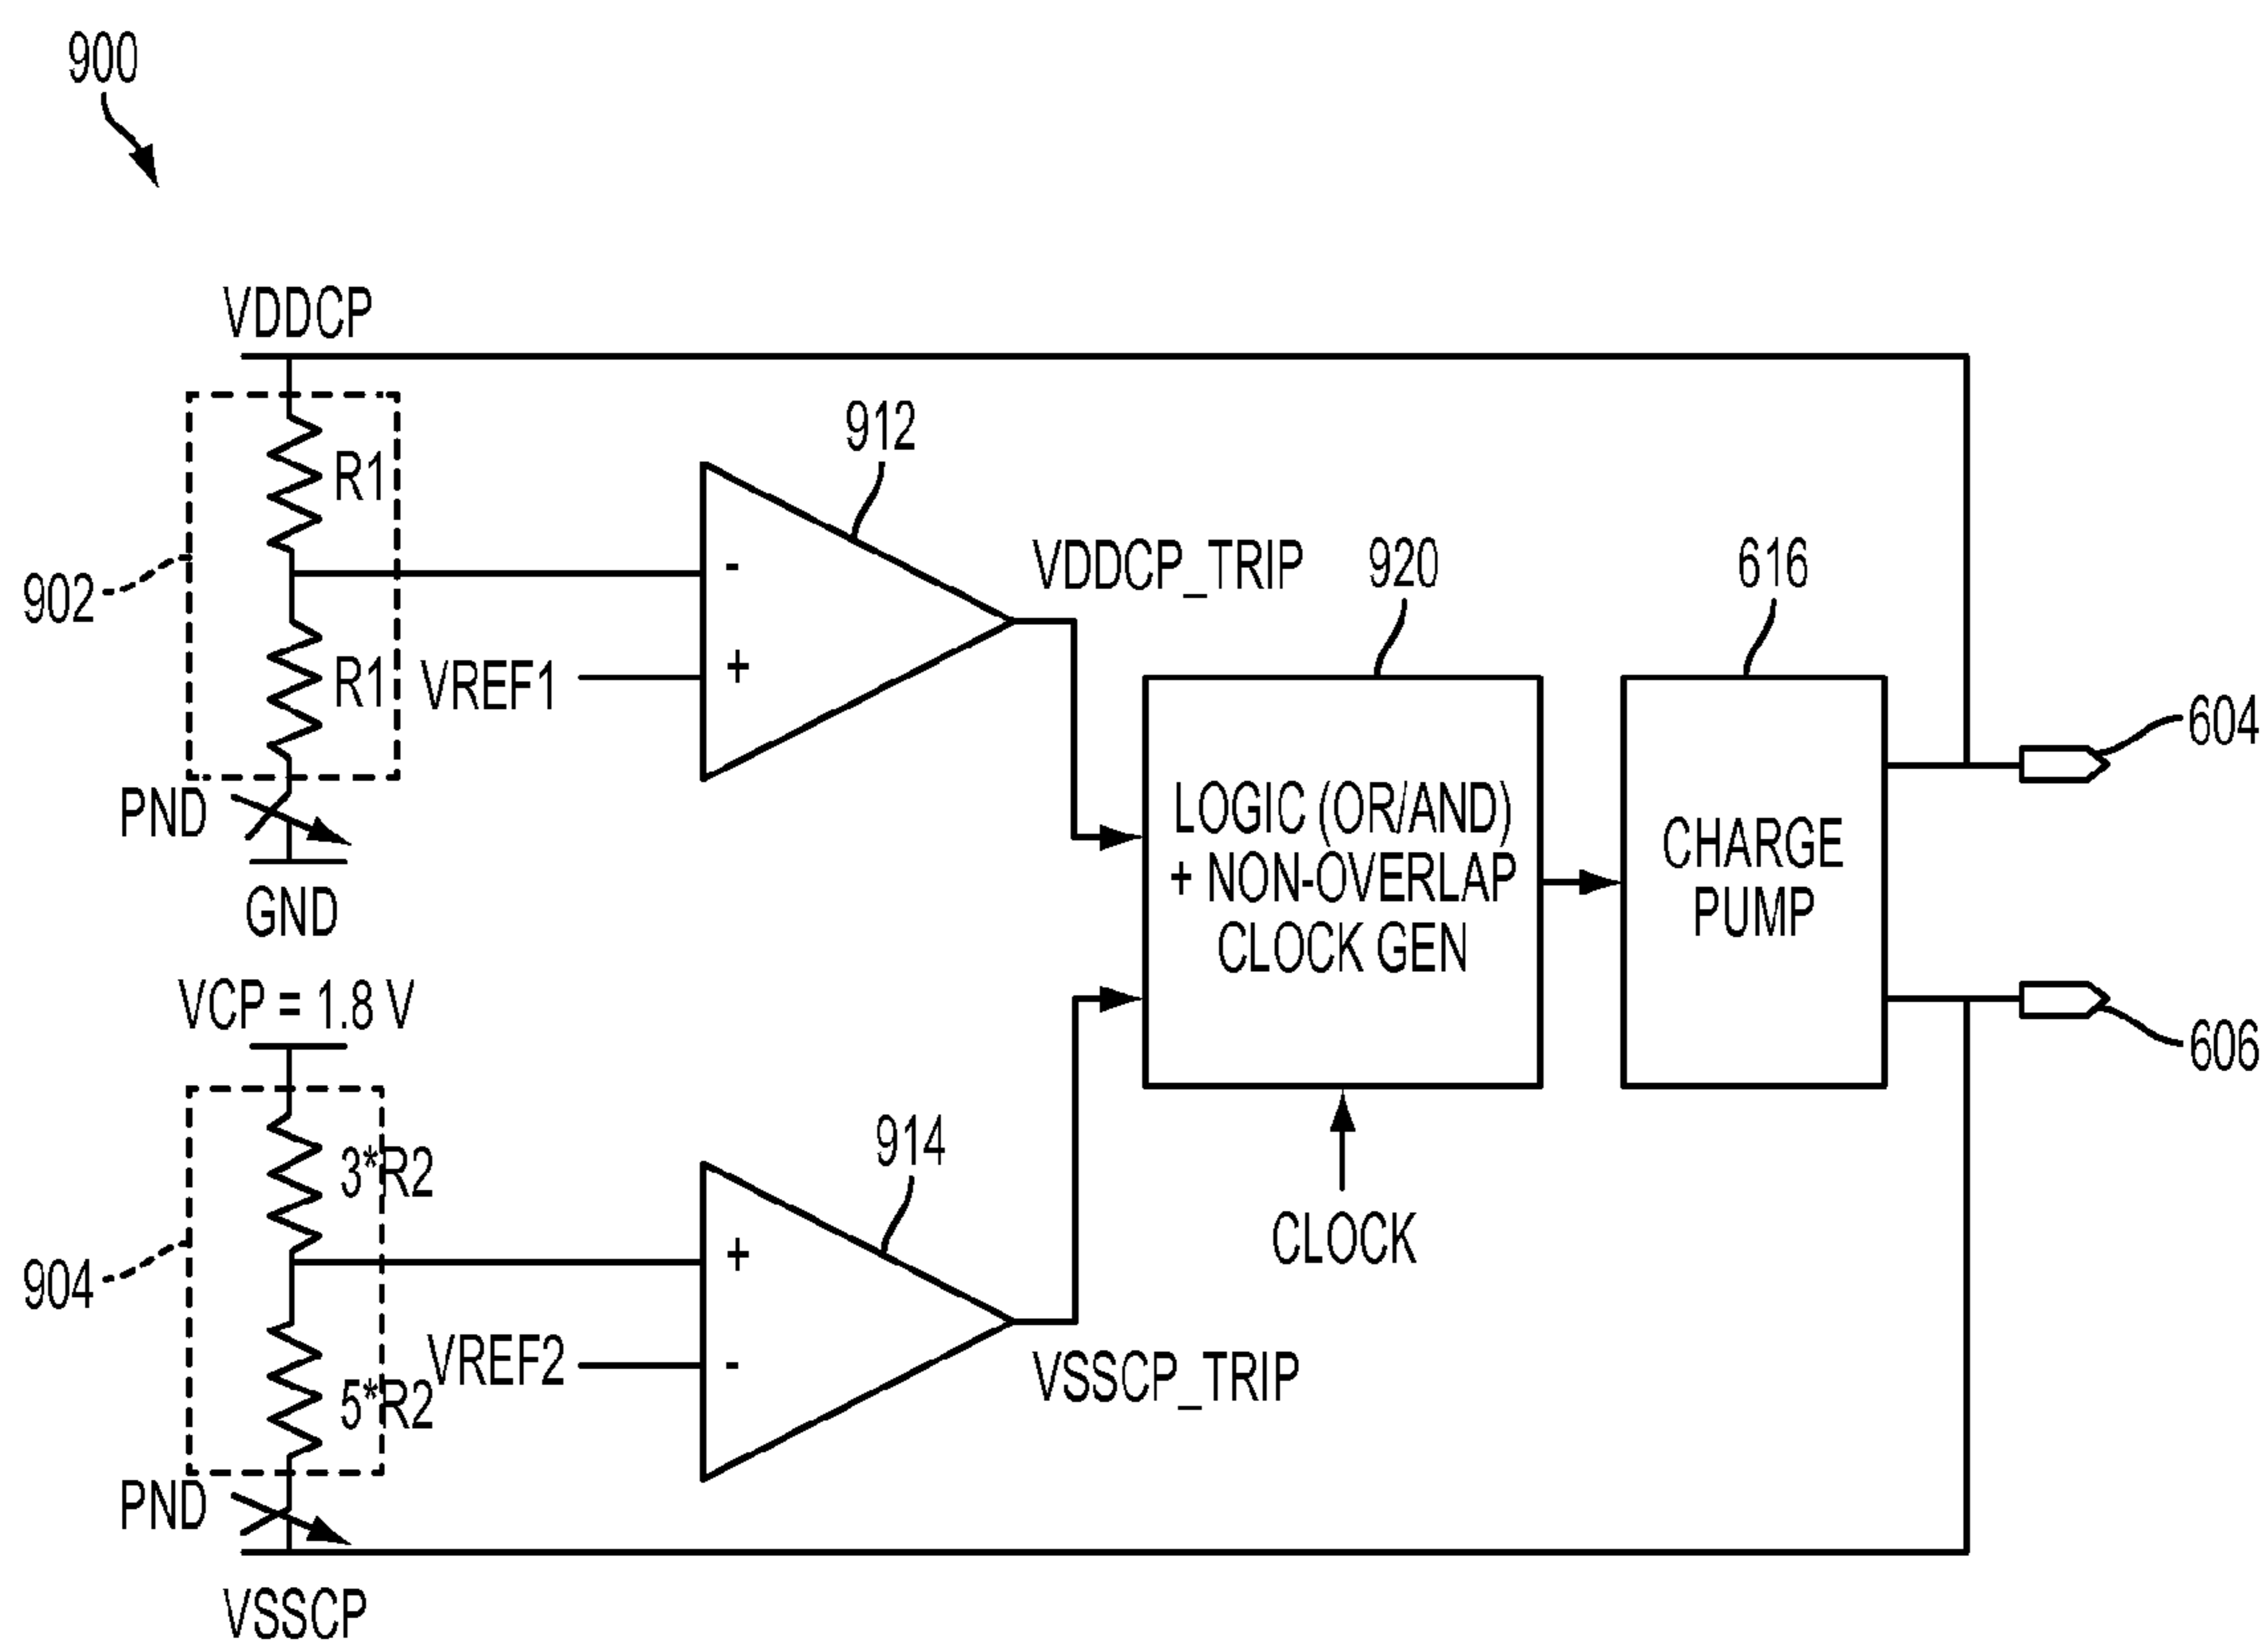 900
VDDCP
R1
902
R1
VREF1
-
+
912
VDDCP_TRIP
PND
GND
920
LOGIC (OR/AND)
+ NON-OVERLAP
CLOCK GEN
CLOCK
616
CHARGE
PUMP
604
606
VCP = 1.8 V
3*R2
904
5*R2
VREF2
+
-
914
VSSCP_TRIP
PND
VSSCP